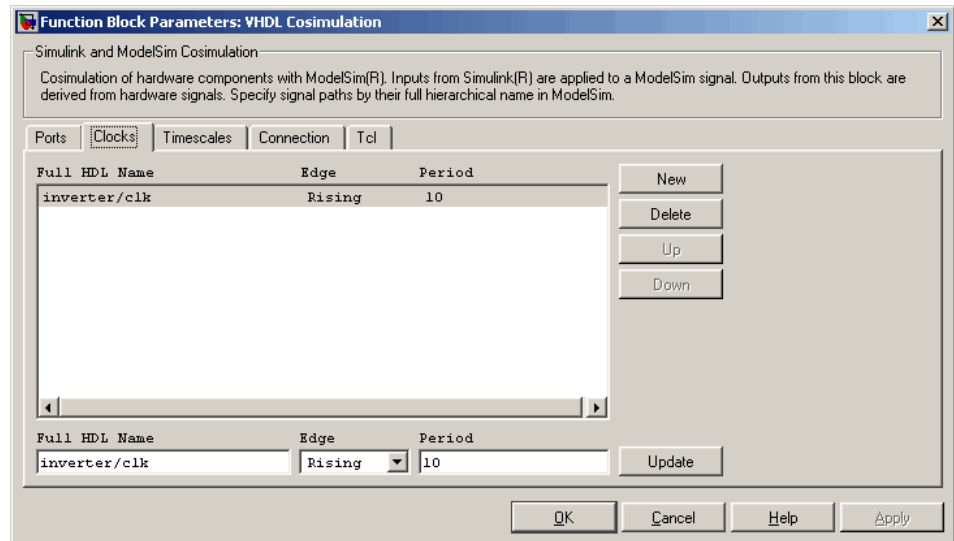 Function Block Parameters: VHDL Cosimulation
Simulink and ModelSim Cosimulation
Cosimulation of hardware components with ModelSim(R). Inputs from Simulink(R) are applied to a ModelSim signal. Outputs from this block are
derived from hardware signals. Specify signal paths by their full hierarchical name in ModelSim.
Ports Clocks Timescales Connection Tcl
Full HDL Name Edge Period
inverter/clk Rising 10
New
Delete
Up
Down
Full HDL Name Edge Period
inverter/clk Rising 10 Update
OK Cancel Help Apply